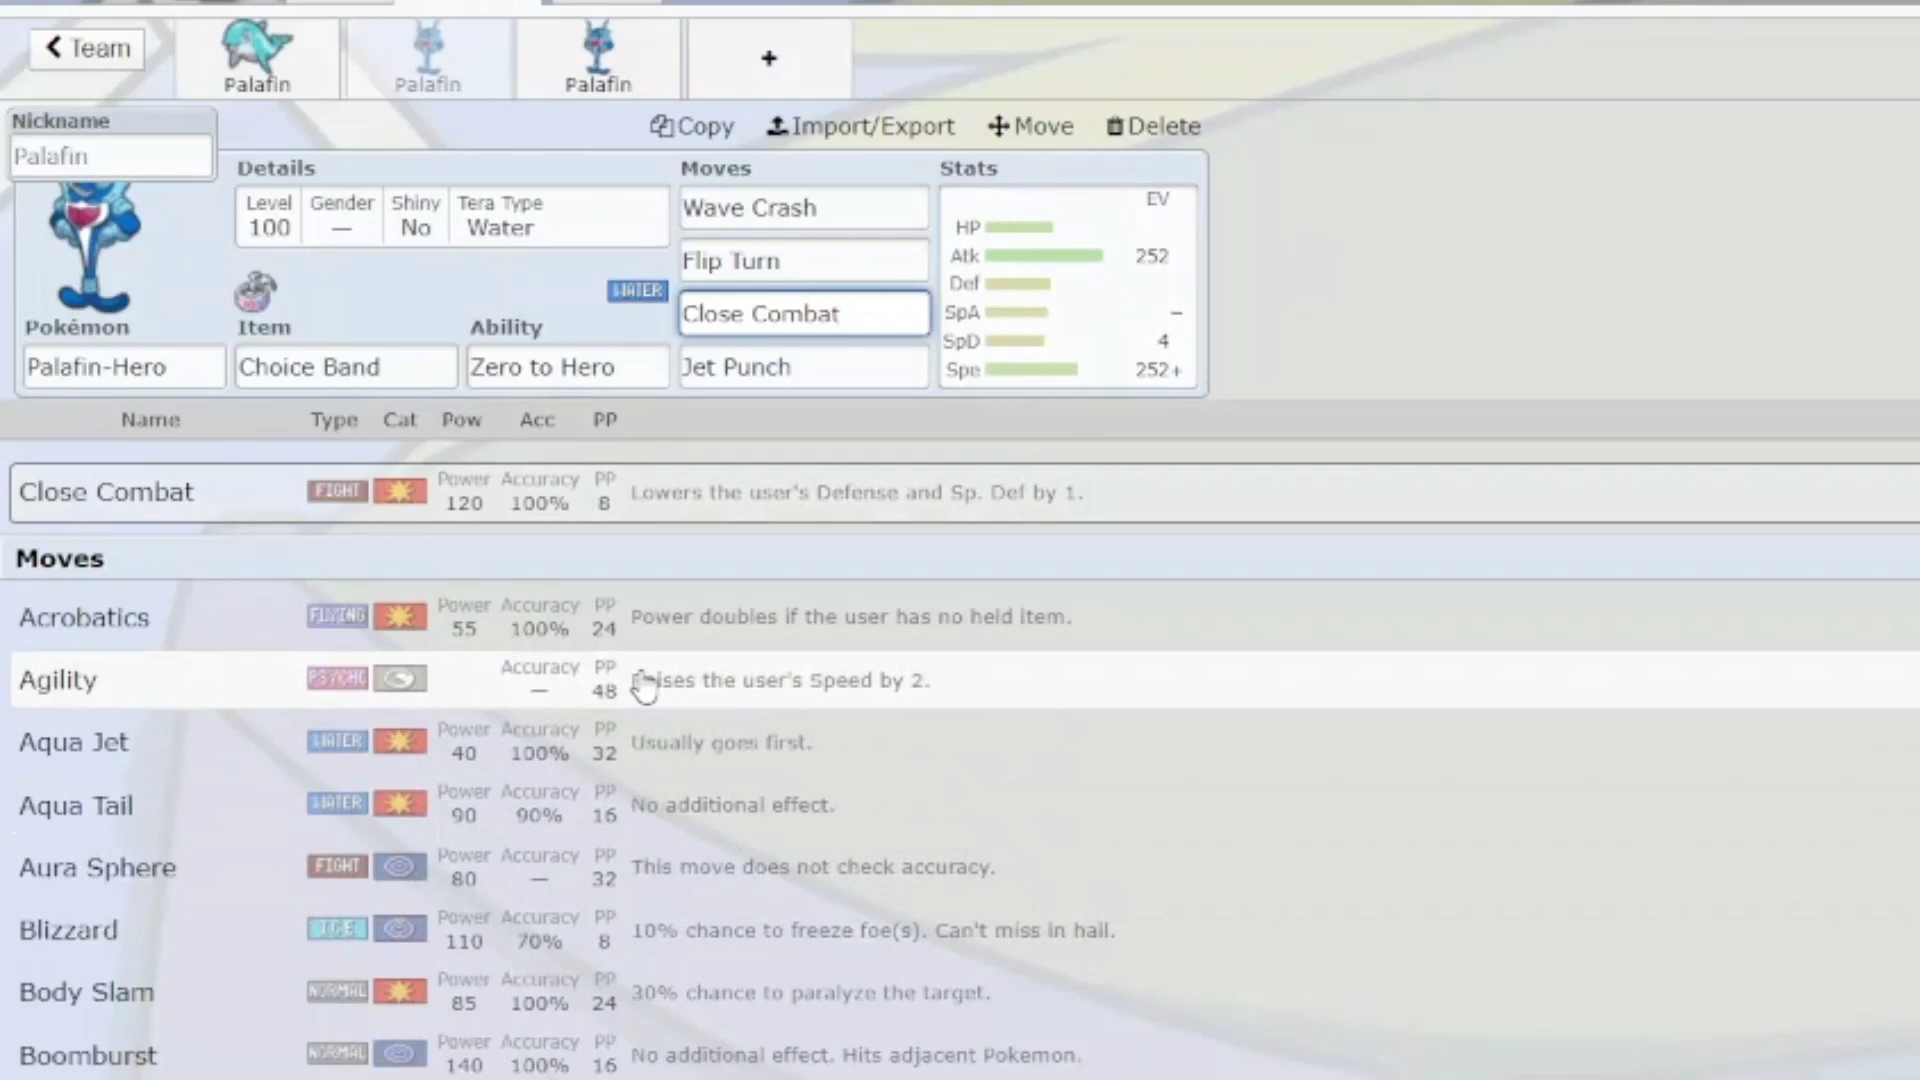 Team
Palafin
Palafin
Palafin
+
Nickname
Palafin
Copy Import/Export Move Delete
Details Moves Stats
Level Gender Shiny Tera Type
100 — No Water
WATER
Pokémon Item Ability
Palafin-Hero Choice Band Zero to Hero
Wave Crash
Flip Turn
Close Combat
Jet Punch
EV
HP
Atk 252
Def
SpA –
SpD 4
Spe 252+
Name Type Cat Pow Acc PP
Close Combat FIGHT Power 120 Accuracy 100% PP 8 Lowers the user's Defense and Sp. Def by 1.
Moves
Acrobatics FLYING Power 55 Accuracy 100% PP 24 Power doubles if the user has no held item.
Agility PSYCHC Accuracy — PP 48 the user's Speed by 2.
Aqua Jet WATER Power 40 Accuracy 100% PP 32 Usually goes first.
Aqua Tail WATER Power 90 Accuracy 90% PP 16 No additional effect.
Aura Sphere FIGHT Power 80 Accuracy — PP 32 This move does not check accuracy.
Blizzard ICE Power 110 Accuracy 70% PP 8 10% chance to freeze foe(s). Can't miss in hail.
Body Slam NORMAL Power 85 Accuracy 100% PP 24 30% chance to paralyze the target.
Boomburst NORMAL Power 140 Accuracy 100% PP 16 No additional effect. Hits adjacent Pokemon.